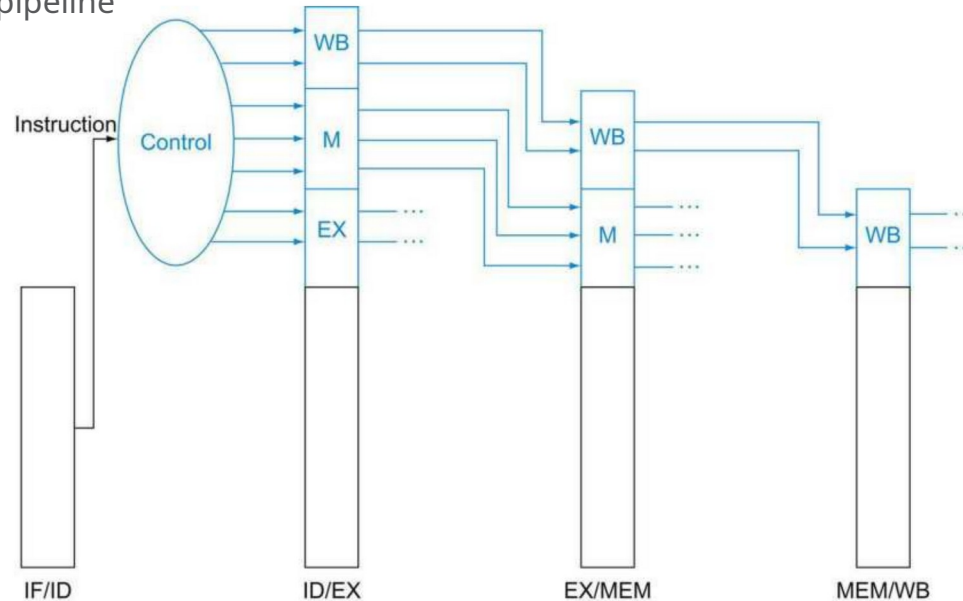 pipeline
WB
Instruction
Control
M
WB
EX
...
...
M
...
...
...
WB
...
...
IF/ID
ID/EX
EX/MEM
MEM/WB